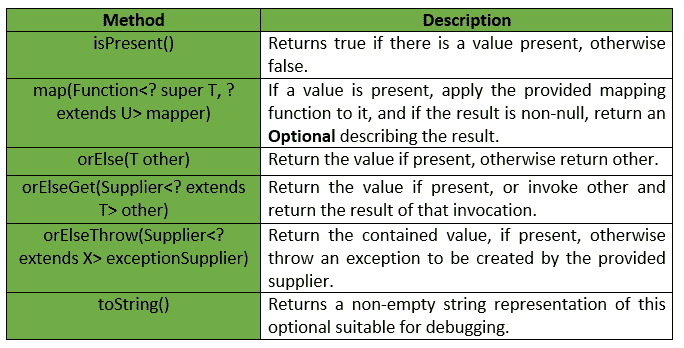 Method Description
isPresent() Returns true if there is a value present, otherwise
false.
map(Function<? super T, ?
extends U> mapper)
If a value is present, apply the provided mapping
function to it, and if the result is non-null, return an
Optional describing the result.
orElse(T other) Return the value if present, otherwise return other.
orElseGet(Supplier<? extends
T> other)
Return the value if present, or invoke other and
return the result of that invocation.
orElseThrow(Supplier<?
extends X> exceptionSupplier)
Return the contained value, if present, otherwise
throw an exception to be created by the provided
supplier.
toString() Returns a non-empty string representation of this
optional suitable for debugging.